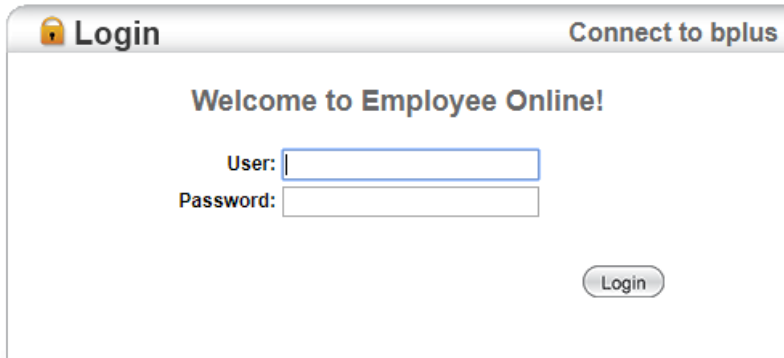 Login Connect to bplus
Welcome to Employee Online!
User:
Password:
Login